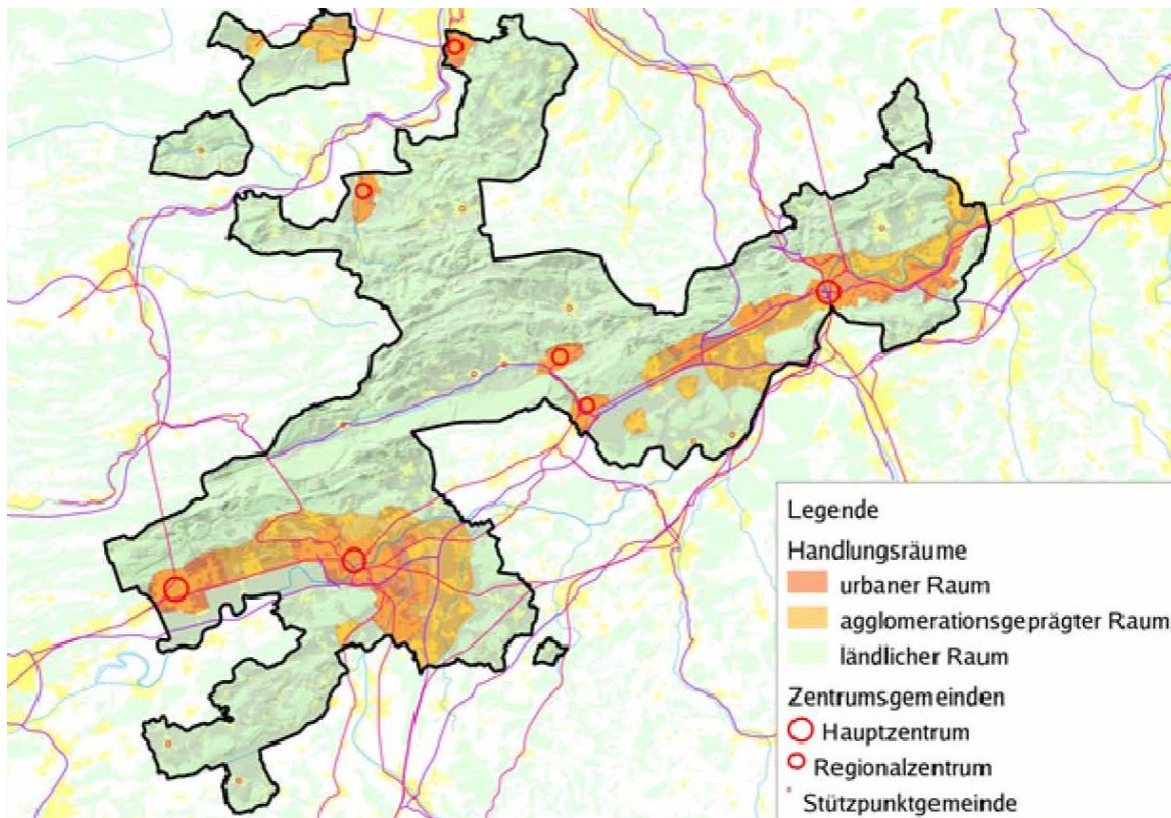 Legende
Handlungsräume
urbaner Raum
agglomerationsgeprägter Raum
ländlicher Raum
Zentrumsgemeinden
Hauptzentrum
Regionalzentrum
Stützpunktgemeinde